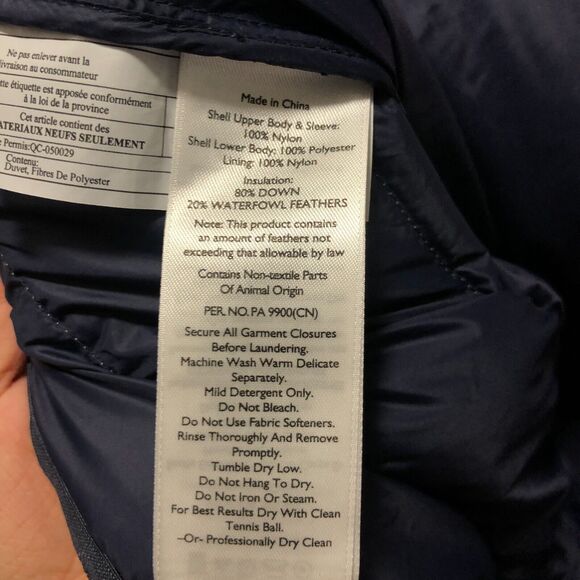 Ne pas enlever avant la
livraison au consommateur
étiquette est apposée conformément
à la loi de la province
Cet article contient des
NEUFS SEULEMENT
Permis:QC-050029
Contenu:
Duvet, Fibres De Polyester
Made in China
Shell Upper Body & Sleeve:
100% Nylon
Shell Lower Body: 100% Polyester
Lining: 100% Nylon
Insulation:
80% DOWN
20% WATERFOWL FEATHERS
Note: This product contains
an amount of feathers not
exceeding that allowable by law
Contains Non-textile Parts
Of Animal Origin
PER. NO. PA 9900(CN)
Secure All Garment Closures
Before Laundering.
Machine Wash Warm Delicate
Separately.
Mild Detergent Only.
Do Not Bleach.
Do Not Use Fabric Softeners.
Rinse Thoroughly And Remove
Promptly.
Tumble Dry Low.
Do Not Hang To Dry.
Do Not Iron Or Steam.
For Best Results Dry With Clean
Tennis Ball.
-Or- Professionally Dry Clean